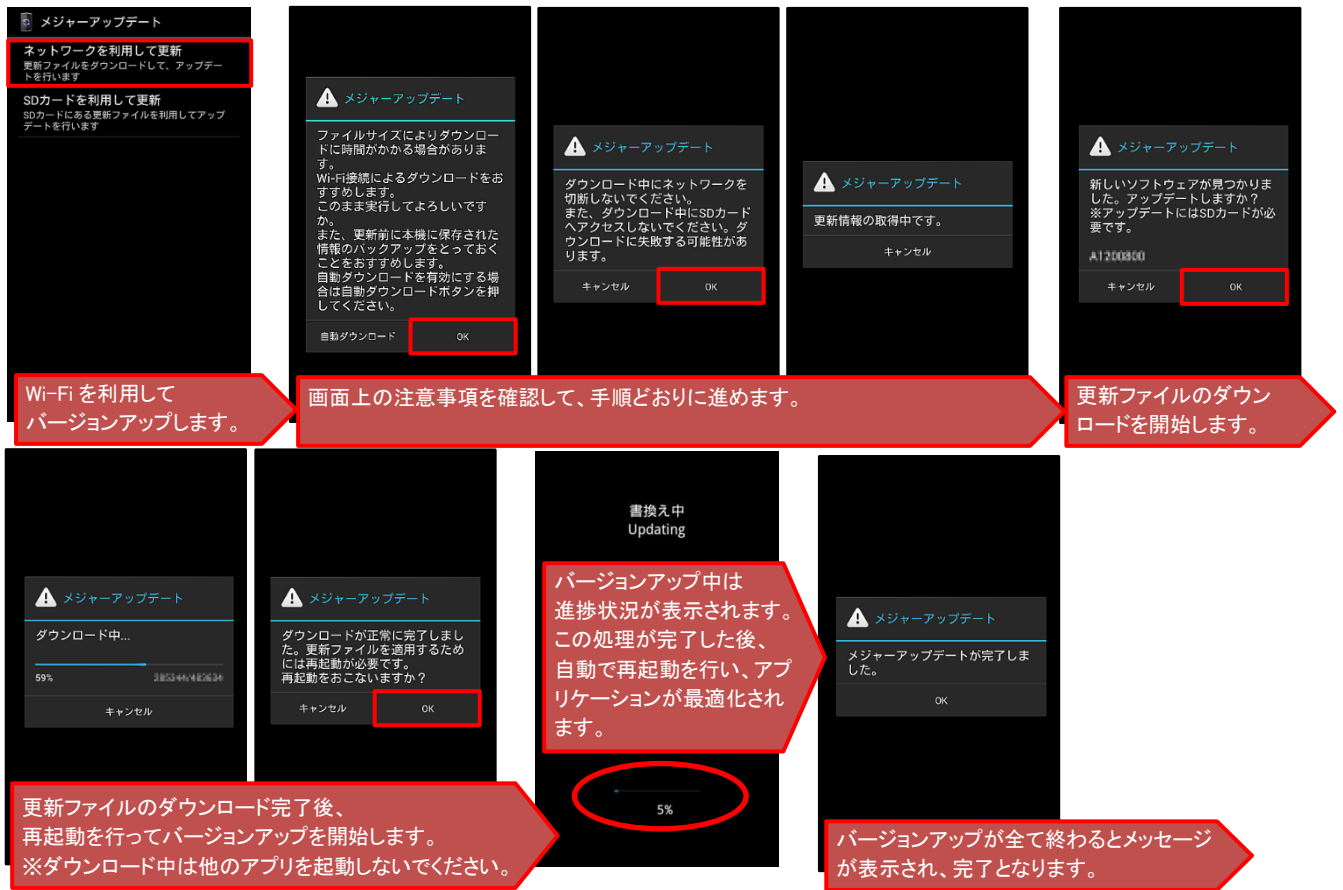 メジャーアップデート
ネットワークを利用して更新
更新ファイルをダウンロードして、アップデー
トを行います
SDカードを利用して更新
SDカードにある更新ファイルを利用してアップ
デートを行います
Wi-Fi を利用して
バージョンアップします。
メジャーアップデート
ファイルサイズによりダウンロー
ドに時間がかかる場合がありま
す。
Wi-Fi接続によるダウンロードをお
すすめします。
このまま実行してよろしいです
か。
また、更新前に本機に保存された
情報のバックアップをとっておく
ことをおすすめします。
自動ダウンロードを有効にする場
合は自動ダウンロードボタンを押
してください。
自動ダウンロード OK
メジャーアップデート
ダウンロード中にネットワークを
切断しないでください。
また、ダウンロード中にSDカード
へアクセスしないでください。ダ
ウンロードに失敗する可能性があ
ります。
キャンセル OK
メジャーアップデート
更新情報の取得中です。
キャンセル
画面上の注意事項を確認して、手順どおりに進めます。
メジャーアップデート
新しいソフトウェアが見つかりま
した。アップデートしますか？
※アップデートにはSDカードが必
要です。
A1200800
キャンセル OK
更新ファイルのダウン
ロードを開始します。
メジャーアップデート
ダウンロード中...
59%
キャンセル
メジャーアップデート
ダウンロードが正常に完了しまし
た。更新ファイルを適用するため
には再起動が必要です。
再起動をおこないますか？
キャンセル OK
更新ファイルのダウンロード完了後、
再起動を行ってバージョンアップを開始します。
※ダウンロード中は他のアプリを起動しないでください。
書換え中
Updating
バージョンアップ中は
進捗状況が表示されます。
この処理が完了した後、
自動で再起動を行い、アプ
リケーションが最適化され
ます。
5%
メジャーアップデート
メジャーアップデートが完了しま
した。
OK
バージョンアップが全て終わるとメッセージ
が表示され、完了となります。